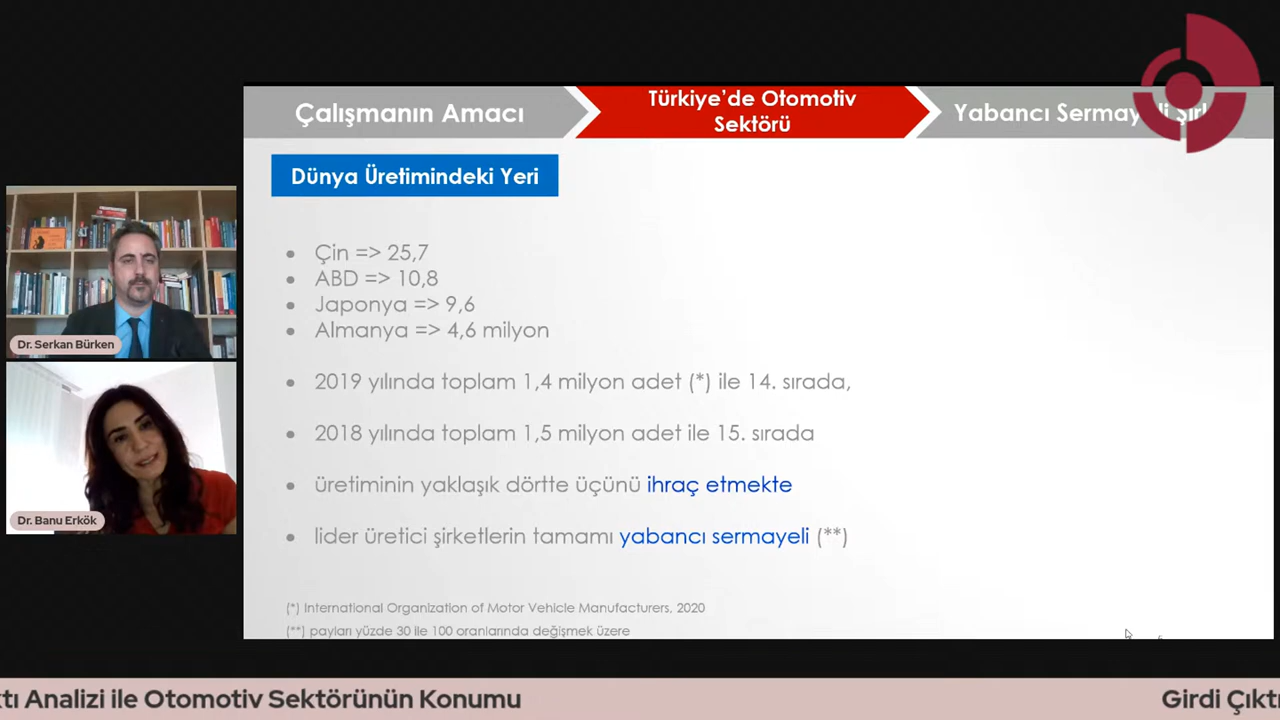 Çalışmanın Amacı
Türkiye’de Otomotiv
Sektörü
Yabancı Sermayeli
Dünya Üretimindeki Yeri
• Çin => 25,7
• ABD => 10,8
• Japonya => 9,6
• Almanya => 4,6 milyon
• 2019 yılında toplam 1,4 milyon adet (*) ile 14. sırada,
• 2018 yılında toplam 1,5 milyon adet ile 15. sırada
• üretiminin yaklaşık dörtte üçünü ihraç etmekte
• lider üretici şirketlerin tamamı yabancı sermayeli (**)
(*) International Organization of Motor Vehicle Manufacturers, 2020
(**) payları yüzde 30 ile 100 oranlarında değişmek üzere
6
Dr. Serkan Bürken
Dr. Banu Erkök
ktı Analizi ile Otomotiv Sektörünün Konumu
Girdi Çıktı